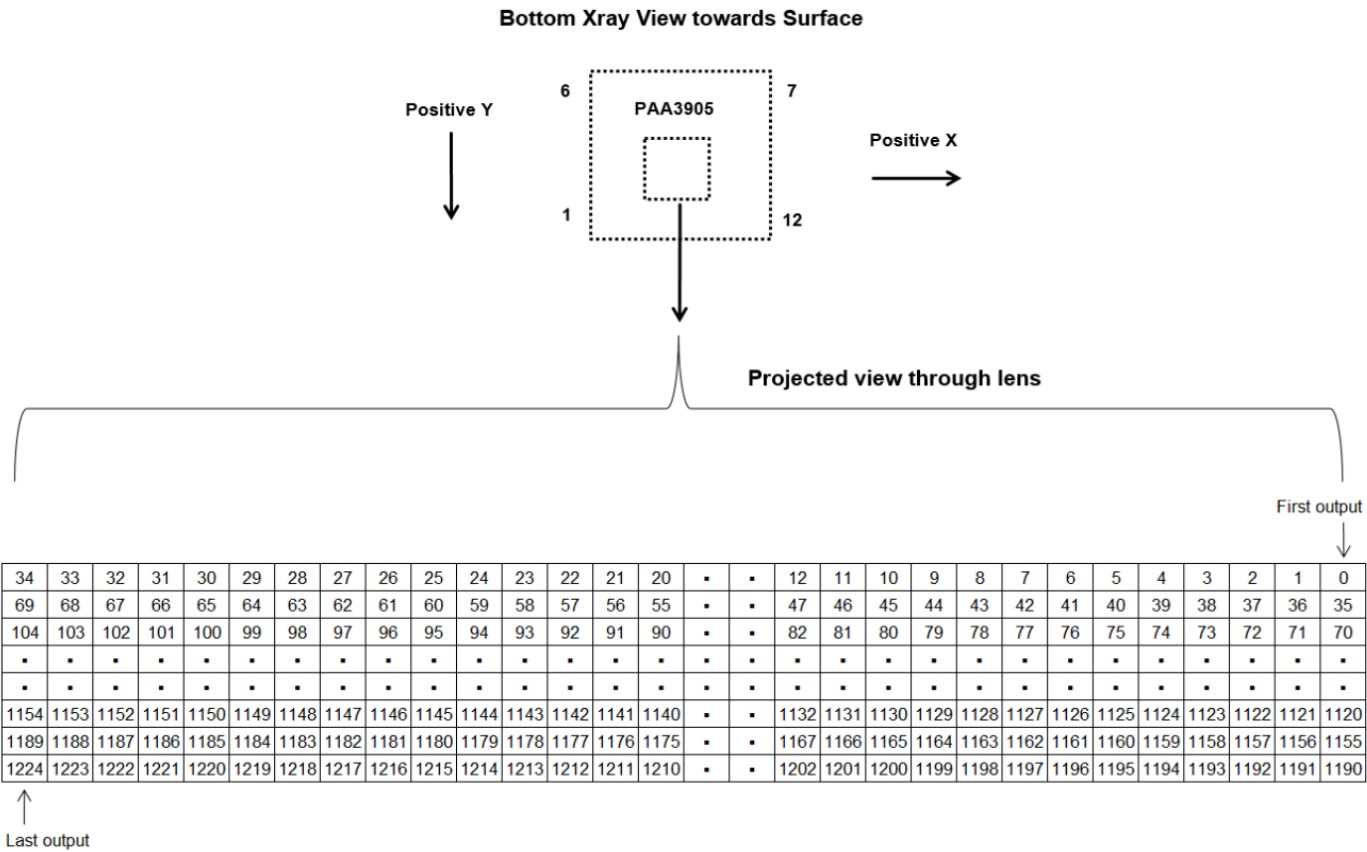 Bottom Xray View towards Surface
6 7
Positive Y PAA3905
Positive X
1 12
Projected view through lens
First output
34 33 32 31 30 29 28 27 26 25 24 23 22 21 20 ▪ ▪ 12 11 10 9 8 7 6 5 4 3 2 1 0
69 68 67 66 65 64 63 62 61 60 59 58 57 56 55 ▪ ▪ 47 46 45 44 43 42 41 40 39 38 37 36 35
104 103 102 101 100 99 98 97 96 95 94 93 92 91 90 ▪ ▪ 82 81 80 79 78 77 76 75 74 73 72 71 70
▪ ▪ ▪ ▪ ▪ ▪ ▪ ▪ ▪ ▪ ▪ ▪ ▪ ▪ ▪ ▪ ▪ ▪ ▪ ▪ ▪ ▪ ▪ ▪ ▪ ▪ ▪ ▪ ▪ ▪
▪ ▪ ▪ ▪ ▪ ▪ ▪ ▪ ▪ ▪ ▪ ▪ ▪ ▪ ▪ ▪ ▪ ▪ ▪ ▪ ▪ ▪ ▪ ▪ ▪ ▪ ▪ ▪ ▪ ▪
1154 1153 1152 1151 1150 1149 1148 1147 1146 1145 1144 1143 1142 1141 1140 ▪ ▪ 1132 1131 1130 1129 1128 1127 1126 1125 1124 1123 1122 1121 1120
1189 1188 1187 1186 1185 1184 1183 1182 1181 1180 1179 1178 1177 1176 1175 ▪ ▪ 1167 1166 1165 1164 1163 1162 1161 1160 1159 1158 1157 1156 1155
1224 1223 1222 1221 1220 1219 1218 1217 1216 1215 1214 1213 1212 1211 1210 ▪ ▪ 1202 1201 1200 1199 1198 1197 1196 1195 1194 1193 1192 1191 1190
Last output